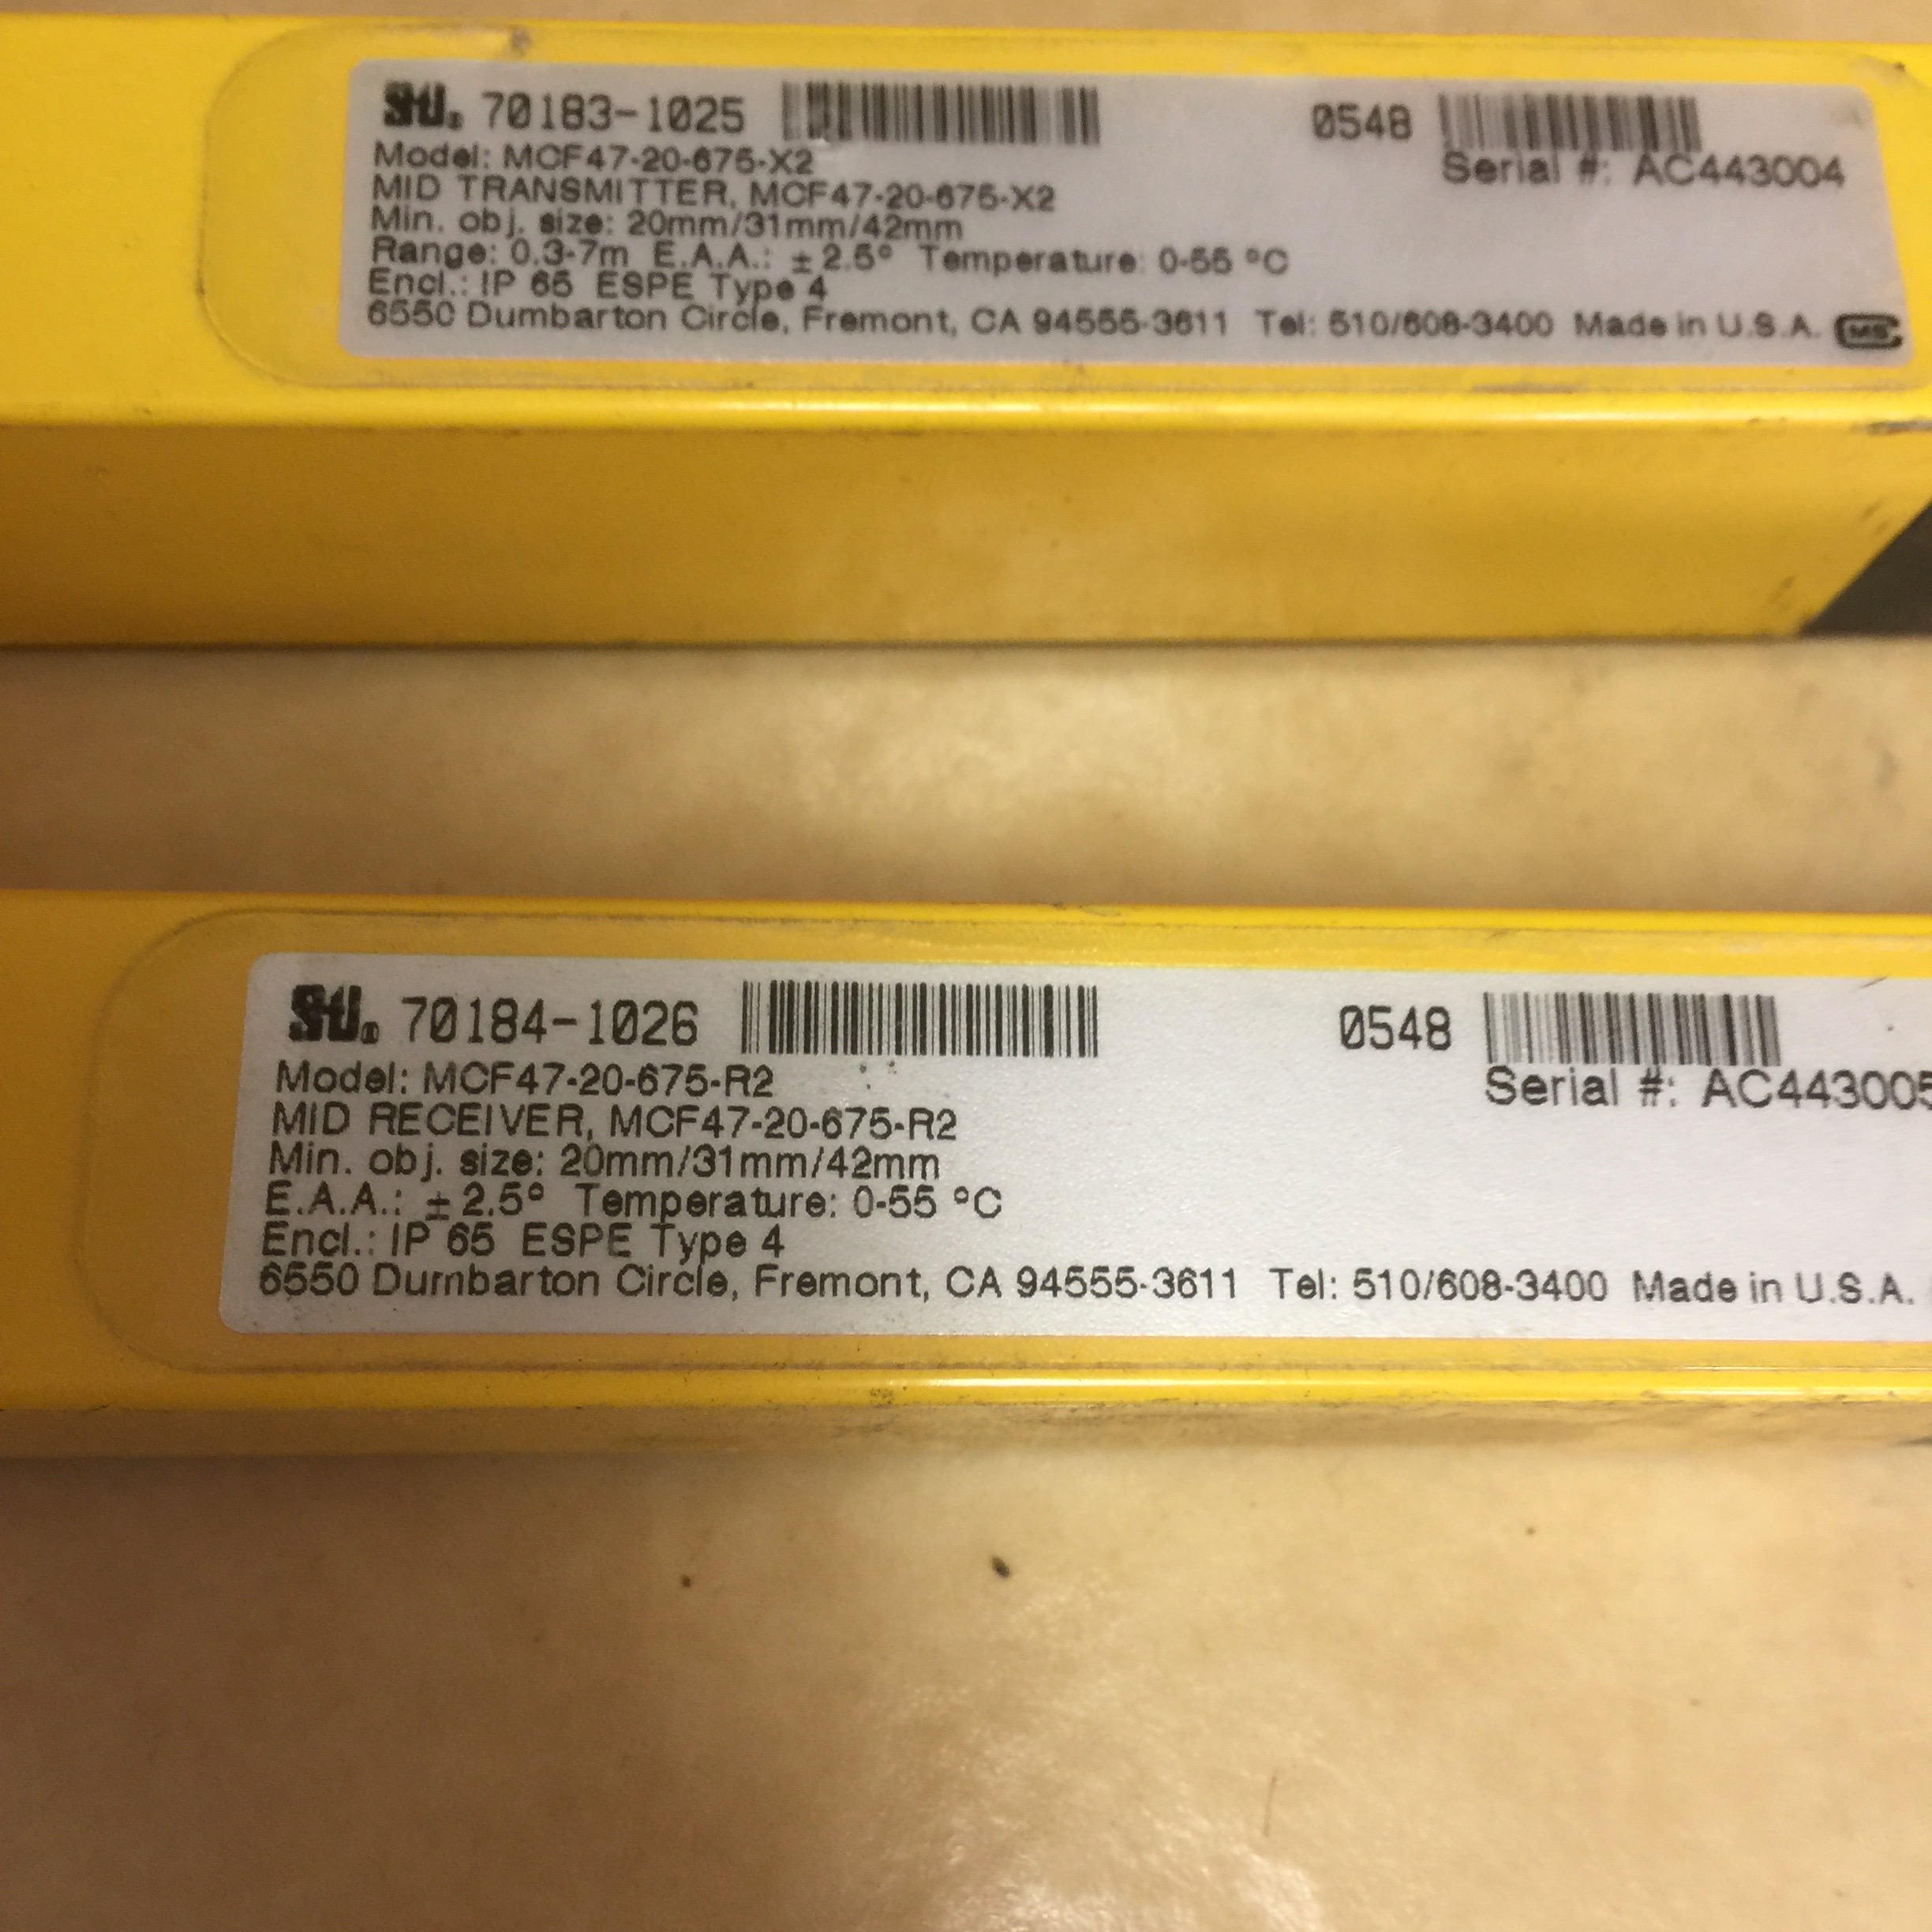 STI® 70183-1025 0548
Model: MCF47-20-675-X2 Serial #: AC443004
MID TRANSMITTER, MCF47-20-675-X2
Min. obj. size: 20mm/31mm/42mm
Range: 0.3-7m E.A.A.: ±2.5° Temperature: 0-55 °C
Encl.: IP 65 ESPE Type 4
6550 Dumbarton Circle, Fremont, CA 94555-3611 Tel: 510/608-3400 Made in U.S.A.
STI® 70184-1026 0548
Model: MCF47-20-675-R2 Serial #: AC443005
MID RECEIVER, MCF47-20-675-R2
Min. obj. size: 20mm/31mm/42mm
E.A.A.: ±2.5° Temperature: 0-55 °C
Encl.: IP 65 ESPE Type 4
6550 Dumbarton Circle, Fremont, CA 94555-3611 Tel: 510/608-3400 Made in U.S.A.